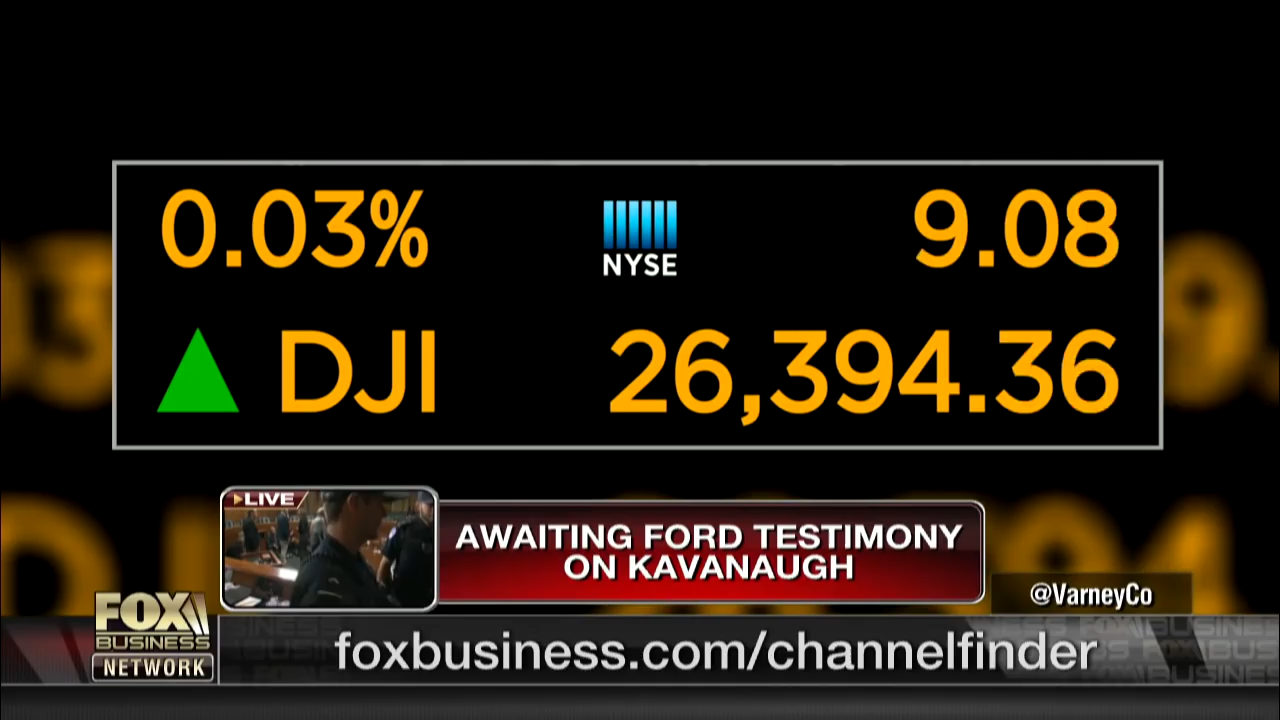 0.03%
NYSE
9.08
DJI
26,394.36
LIVE
AWAITING FORD TESTIMONY
ON KAVANAUGH
@VarneyCo
FOX
BUSINESS
NETWORK
foxbusiness.com/channelfinder